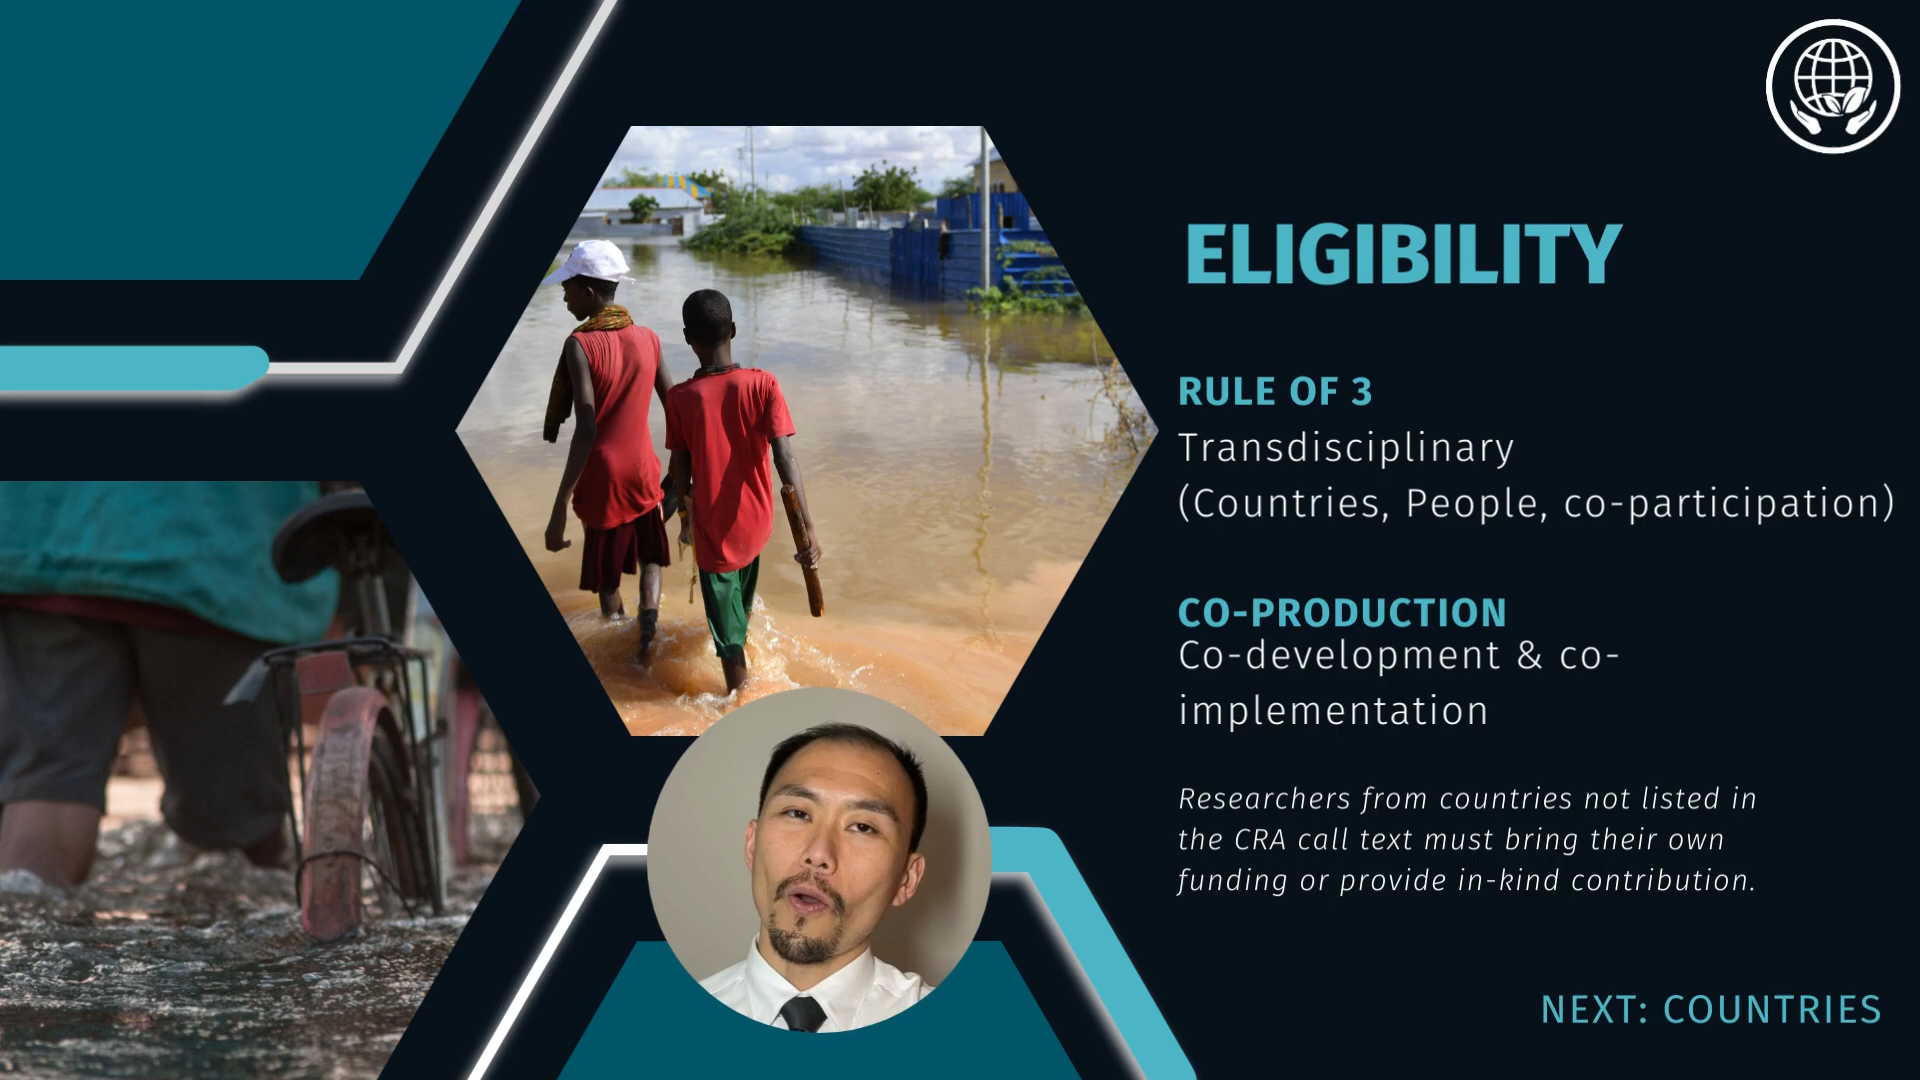 ELIGIBILITY
RULE OF 3
Transdisciplinary
(Countries, People, co-participation)
CO-PRODUCTION
Co-development & co-
implementation
Researchers from countries not listed in
the CRA call text must bring their own
funding or provide in-kind contribution.
NEXT: COUNTRIES